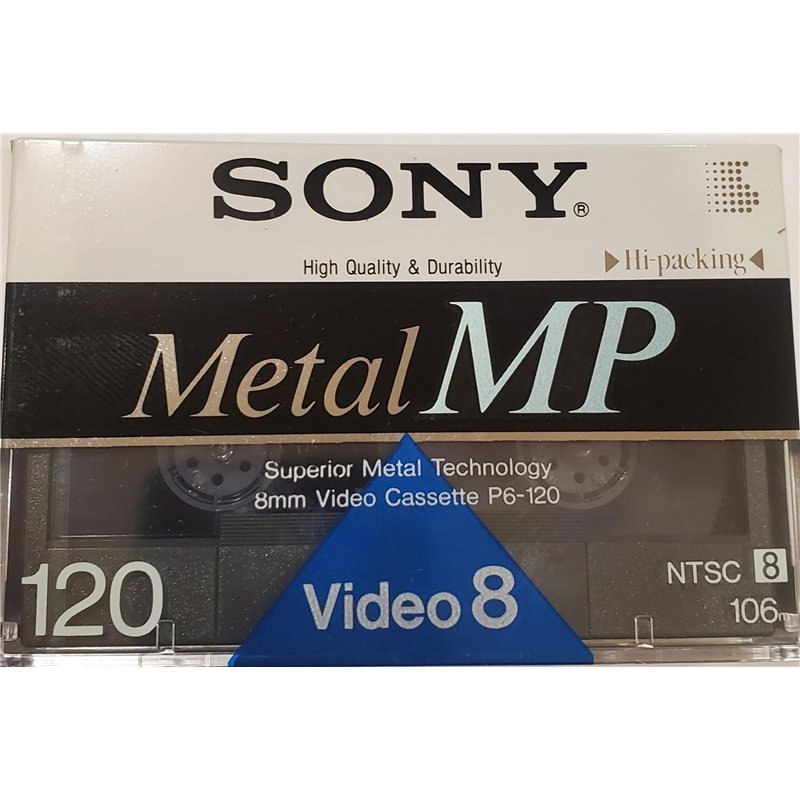 SONY®
High Quality & Durability
Hi-packing
Metal MP
Superior Metal Technology
8mm Video Cassette P6-120
120
Video 8
NTSC 8
106m